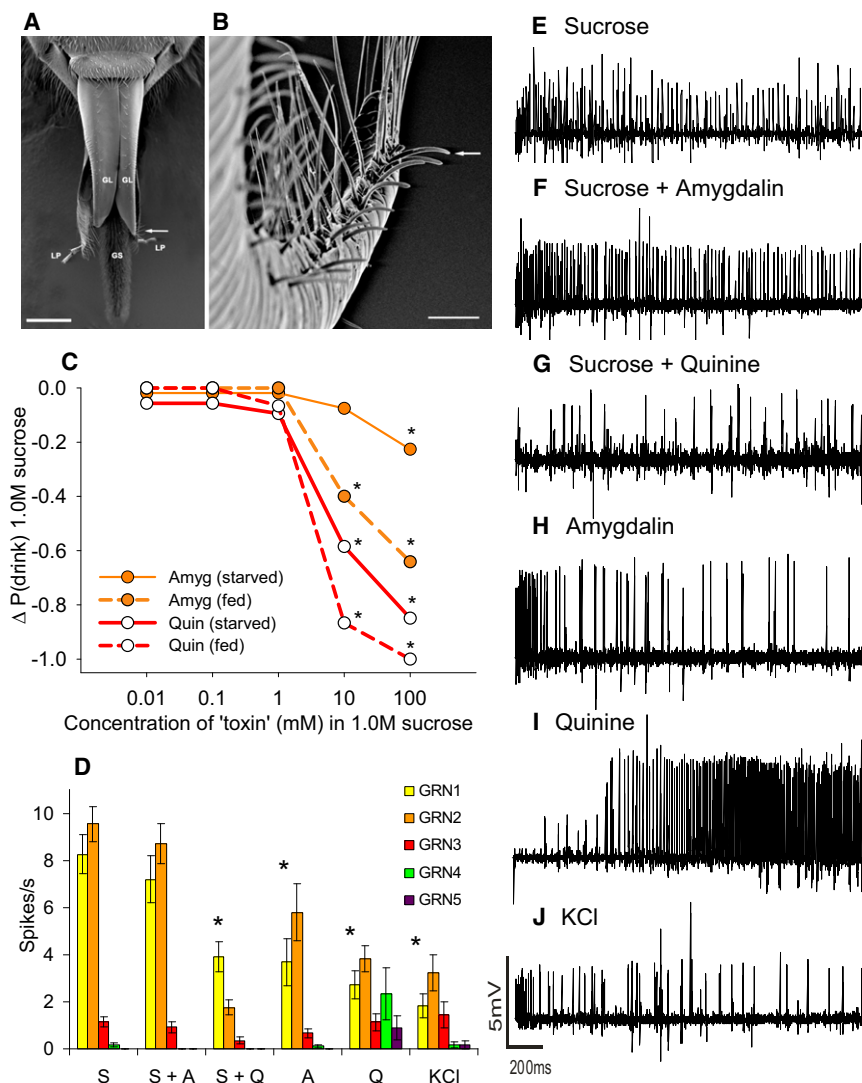 A
B
GL
GL
LP
GS
LP
C
0.0
-0.2
-0.4
-0.6
-0.8
-1.0
Δ P(drink) 1.0M sucrose
Amyg (starved)
Amyg (fed)
Quin (starved)
Quin (fed)
* * * * * * *
0.01 0.1 1 10 100
Concentration of 'toxin' (mM) in 1.0M sucrose
D
10
8
6
4
2
0
Spikes/s
GRN1
GRN2
GRN3
GRN4
GRN5
* * * *
S S + A S + Q A Q KCl
E Sucrose
F Sucrose + Amygdalin
G Sucrose + Quinine
H Amygdalin
I Quinine
J KCl
5mV
200ms